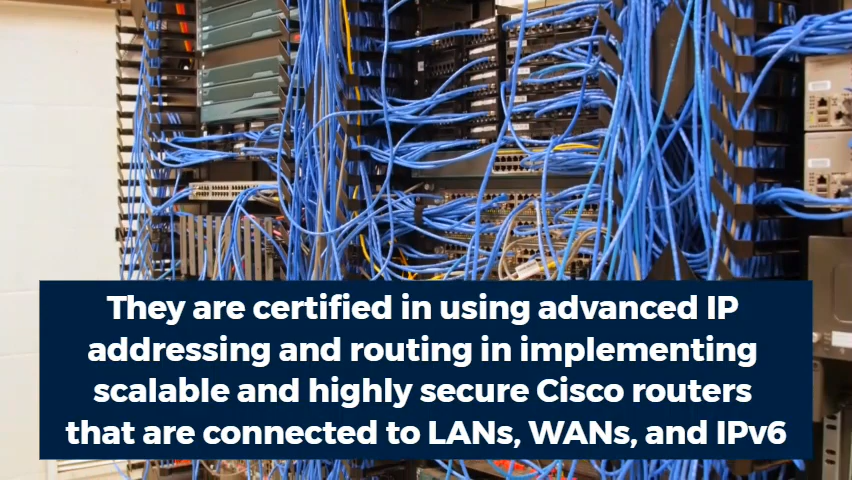 They are certified in using advanced IP
addressing and routing in implementing
scalable and highly secure Cisco routers
that are connected to LANs, WANs, and IPv6